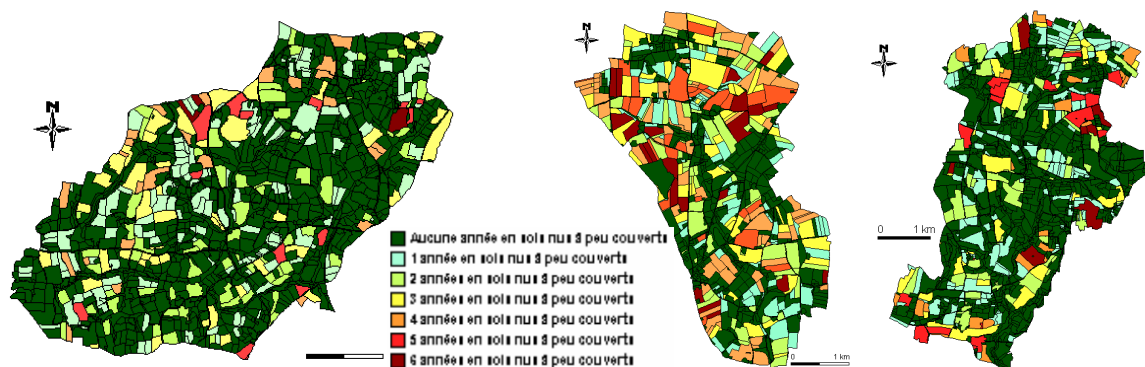 N
N
N
Aucune année en sols nus à peu couverts
1 année en sols nus à peu couverts
2 années en sols nus à peu couverts
3 années en sols nus à peu couverts
4 années en sols nus à peu couverts
5 années en sols nus à peu couverts
6 années en sols nus à peu couverts
0 1 km
0 1 km